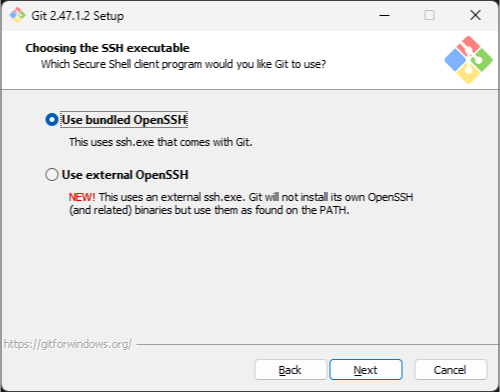 Git 2.47.1.2 Setup
Choosing the SSH executable
Which Secure Shell client program would you like Git to use?
Use bundled OpenSSH
This uses ssh.exe that comes with Git.
Use external OpenSSH
NEW! This uses an external ssh.exe. Git will not install its own OpenSSH
(and related) binaries but use them as found on the PATH.
https://gitforwindows.org/
Back Next Cancel